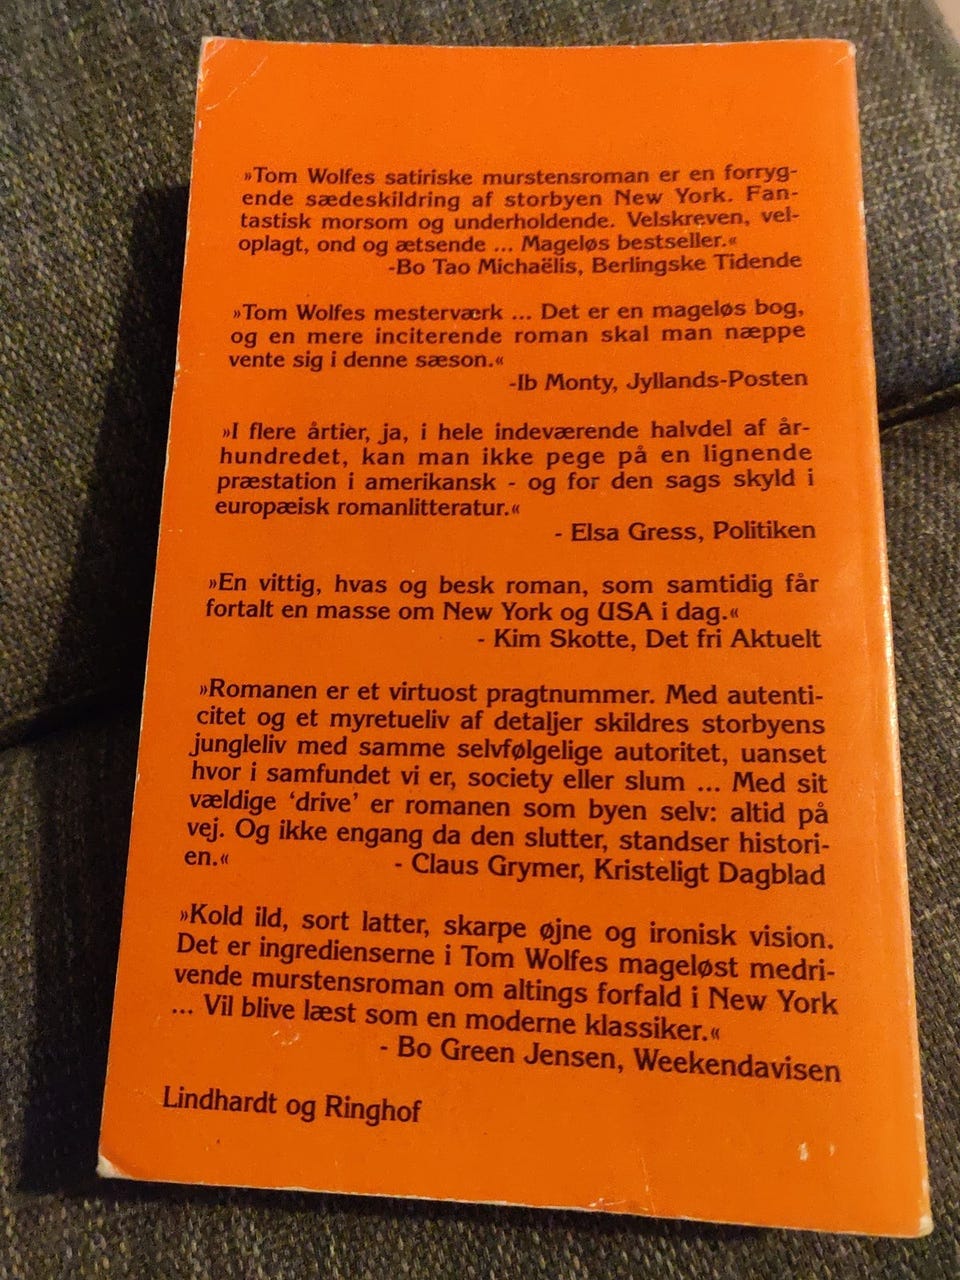 »Tom Wolfes satiriske murstensroman er en forryg-
ende sædeskildring af storbyen New York. Fan-
tastisk morsom og underholdende. Velskreven, vel-
oplagt, ond og ætsende ... Mageløs bestseller.«
-Bo Tao Michaëlis, Berlingske Tidende
»Tom Wolfes mesterværk ... Det er en mageløs bog,
og en mere inciterende roman skal man næppe
vente sig i denne sæson.«
-Ib Monty, Jyllands-Posten
»I flere årtier, ja, i hele indeværende halvdel af år-
hundredet, kan man ikke pege på en lignende
præstation i amerikansk - og for den sags skyld i
europæisk romanlitteratur.«
- Elsa Gress, Politiken
»En vittig, hvas og besk roman, som samtidig får
fortalt en masse om New York og USA i dag.«
- Kim Skotte, Det fri Aktuelt
»Romanen er et virtuost pragtnummer. Med autenti-
citet og et myretueliv af detaljer skildres storbyens
jungleliv med samme selvfølgelige autoritet, uanset
hvor i samfundet vi er, society eller slum ... Med sit
vældige ‘drive’ er romanen som byen selv: altid på
vej. Og ikke engang da den slutter, standser histori-
en.« - Claus Grymer, Kristeligt Dagblad
»Kold ild, sort latter, skarpe øjne og ironisk vision.
Det er ingredienserne i Tom Wolfes mageløst medri-
vende murstensroman om altings forfald i New York
... Vil blive læst som en moderne klassiker.«
- Bo Green Jensen, Weekendavisen
Lindhardt og Ringhof